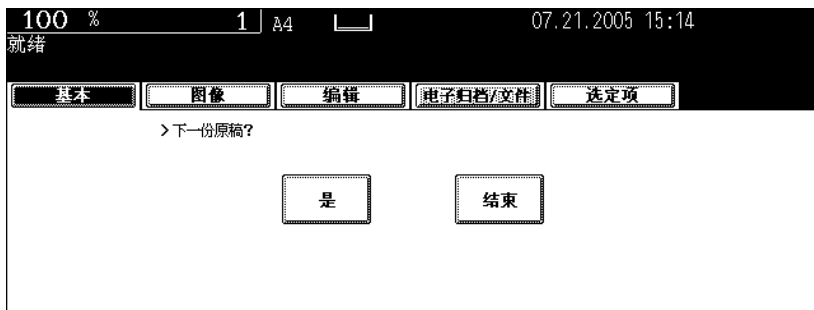 100 % 1 A4 07.21.2005 15:14
就绪
基本 图像 编辑 电子归档/文件 选定项
>下一份原稿?
是 结束